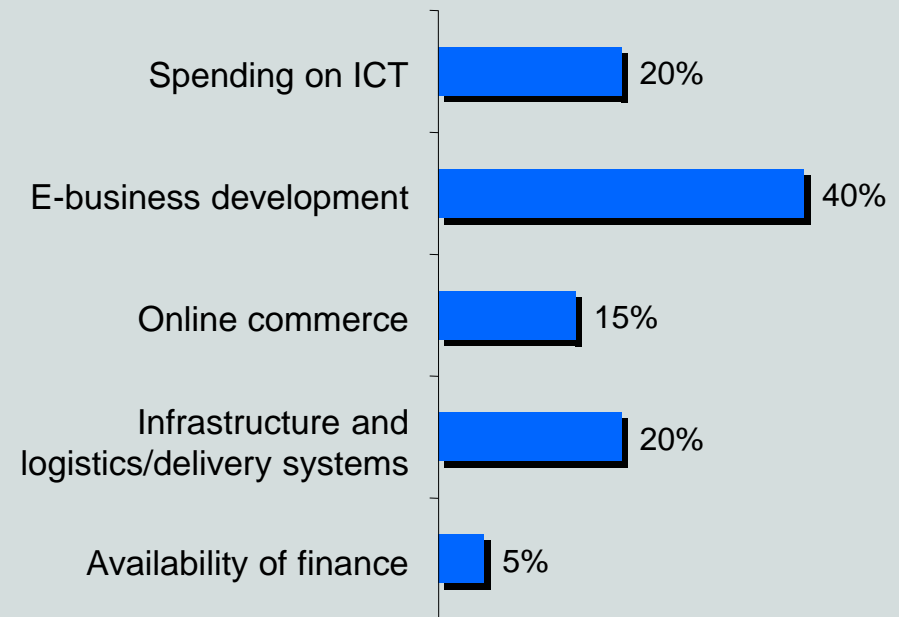 Spending on ICT
20%
E-business development
40%
Online commerce
15%
Infrastructure and
logistics/delivery systems
20%
Availability of finance
5%